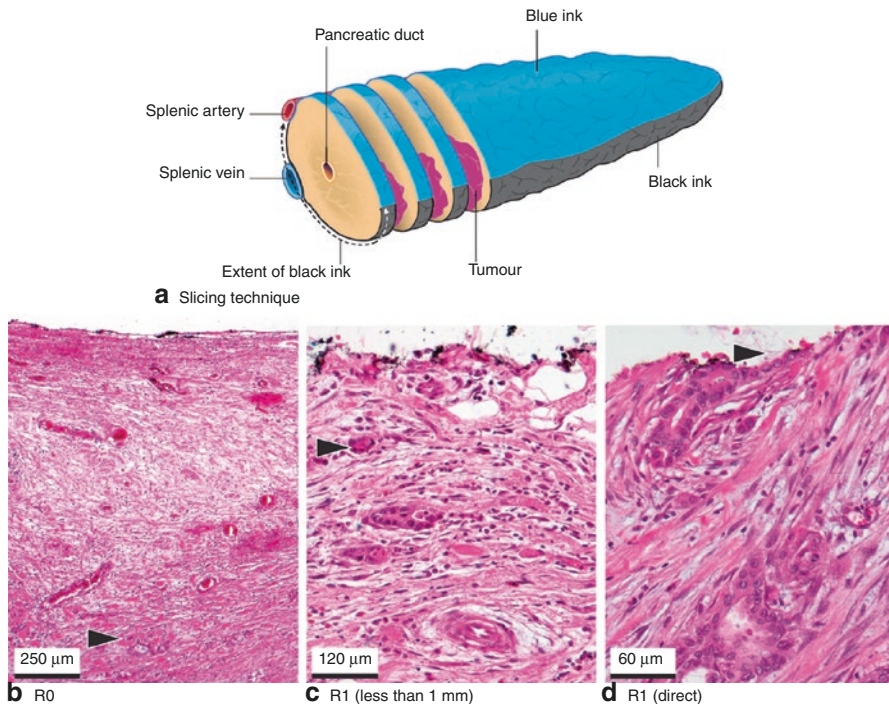 Blue ink
Pancreatic duct
Splenic artery
Splenic vein
Black ink
Extent of black ink
Tumour
a Slicing technique
250 µm
120 µm
60 µm
b R0
c R1 (less than 1 mm)
d R1 (direct)